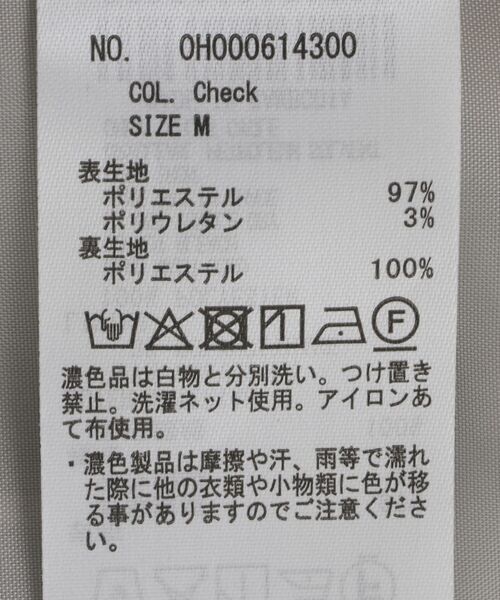 NO. 0H000614300
COL. Check
SIZE M
表生地
ポリエステル 97%
ポリウレタン 3%
裏生地
ポリエステル 100%
F
濃色品は白物と分別洗い。つけ置き
禁止。洗濯ネット使用。アイロンあ
て布使用。
・濃色製品は摩擦や汗、雨等で濡れ
た際に他の衣類や小物類に色が移
る事がありますのでご注意くださ
い。